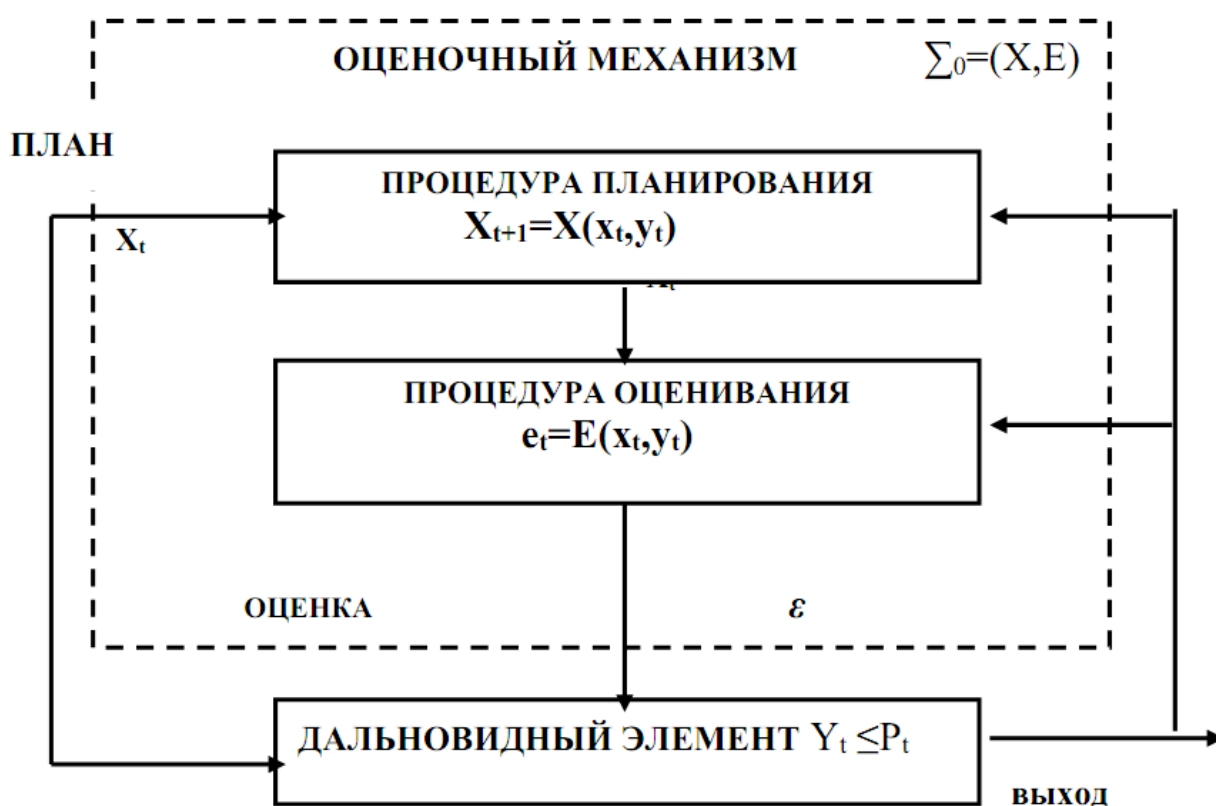 ОЦЕНОЧНЫЙ МЕХАНИЗМ ∑₀=(X,E)
ПЛАН
ПРОЦЕДУРА ПЛАНИРОВАНИЯ
Xₜ₊₁=X(xₜ,yₜ)
Xₜ
Xₜ
ПРОЦЕДУРА ОЦЕНИВАНИЯ
eₜ=E(xₜ,yₜ)
ОЦЕНКА ε
ДАЛЬНОВИДНЫЙ ЭЛЕМЕНТ Yₜ ≤Pₜ
ВЫХОД